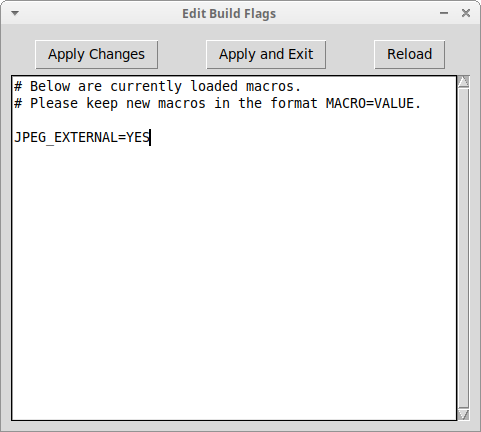 Edit Build Flags
Apply Changes
Apply and Exit
Reload
# Below are currently loaded macros.
# Please keep new macros in the format MACRO=VALUE.
JPEG_EXTERNAL=YES